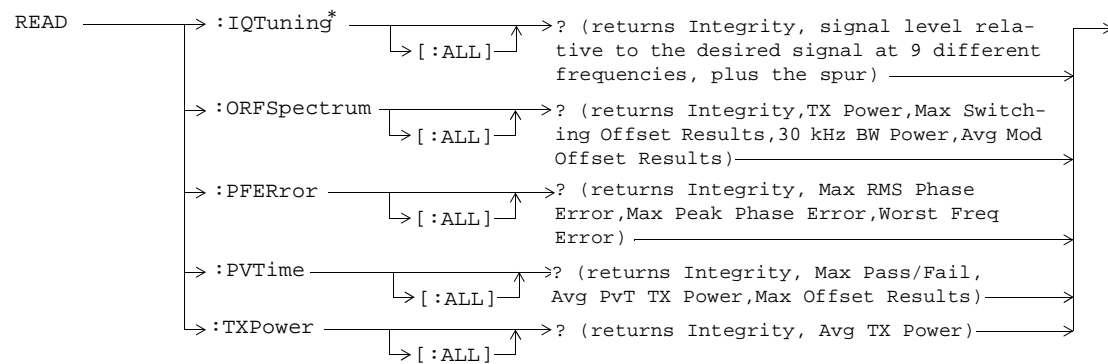 READ :IQTuning* [:ALL] ? (returns Integrity, signal level rela-
tive to the desired signal at 9 different
frequencies, plus the spur)
:ORFSpectrum [:ALL] ? (returns Integrity,TX Power,Max Switch-
ing Offset Results,30 kHz BW Power,Avg Mod
Offset Results)
:PFERror [:ALL] ? (returns Integrity, Max RMS Phase
Error,Max Peak Phase Error,Worst Freq
Error)
:PVTime [:ALL] ? (returns Integrity, Max Pass/Fail,
Avg PvT TX Power,Max Offset Results)
:TXPower [:ALL] ? (returns Integrity, Avg TX Power)